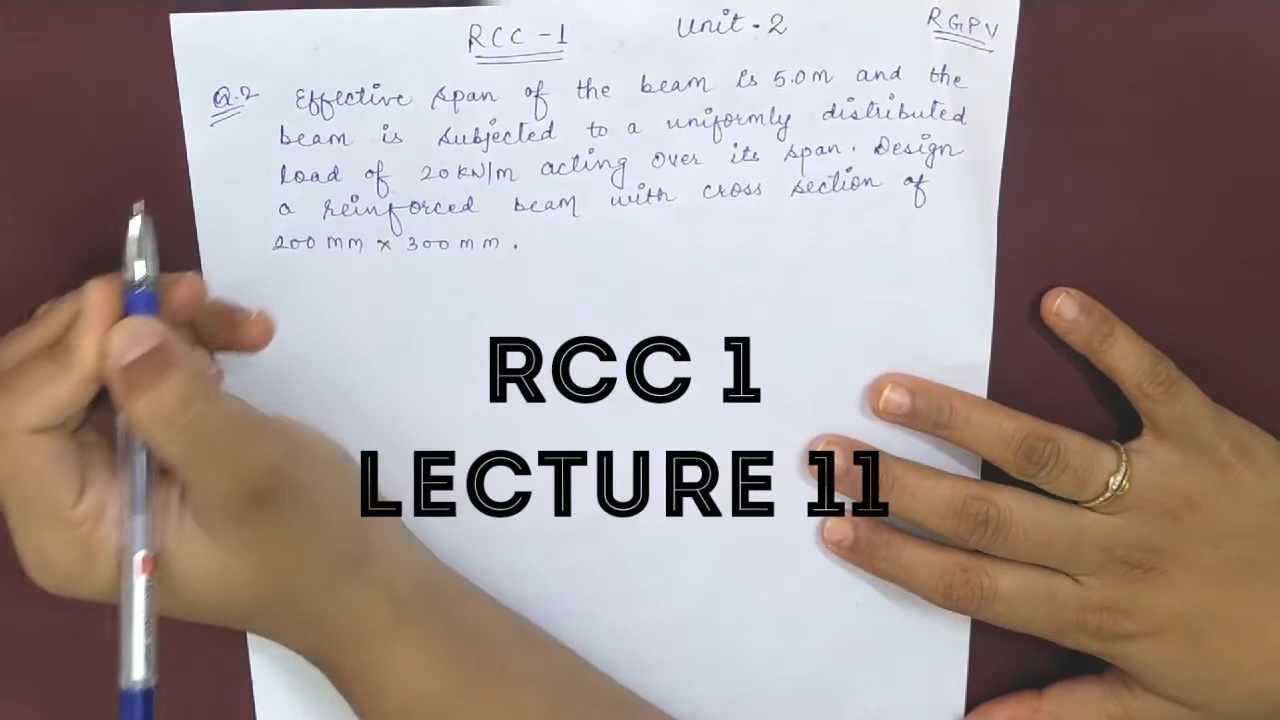 RCC-1 Unit-2 RGPV
Q.2 Effective span of the beam is 5.0m and the
beam is subjected to a uniformly distributed
load of 20 KN/m acting over its span. Design
a reinforced beam with cross section of
200 mm x 300 mm.
RCC 1
LECTURE 11